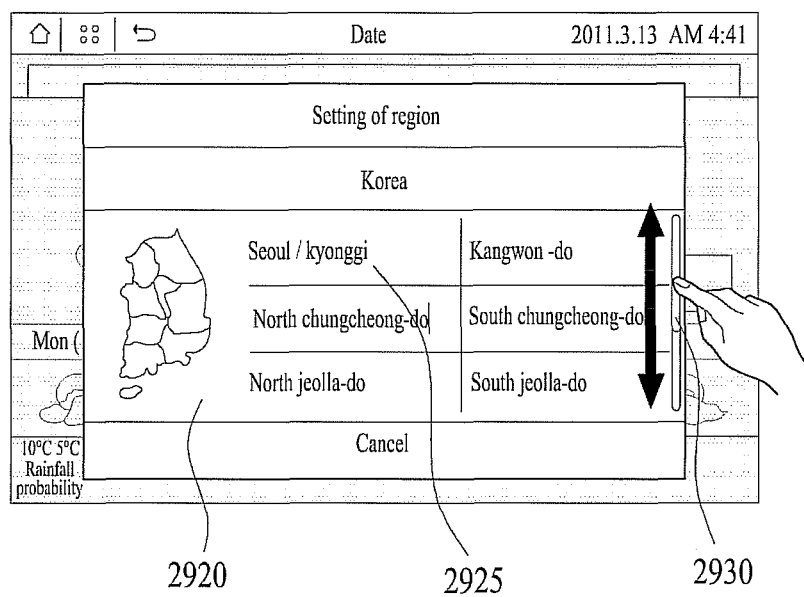 Date 2011.3.13 AM 4:41
Setting of region
Korea
Seoul / kyonggi Kangwon -do
North chungcheong-do South chungcheong-do
Mon (
North jeolla-do South jeolla-do
Cancel
10°C 5°C
Rainfall
probability
2920 2925 2930